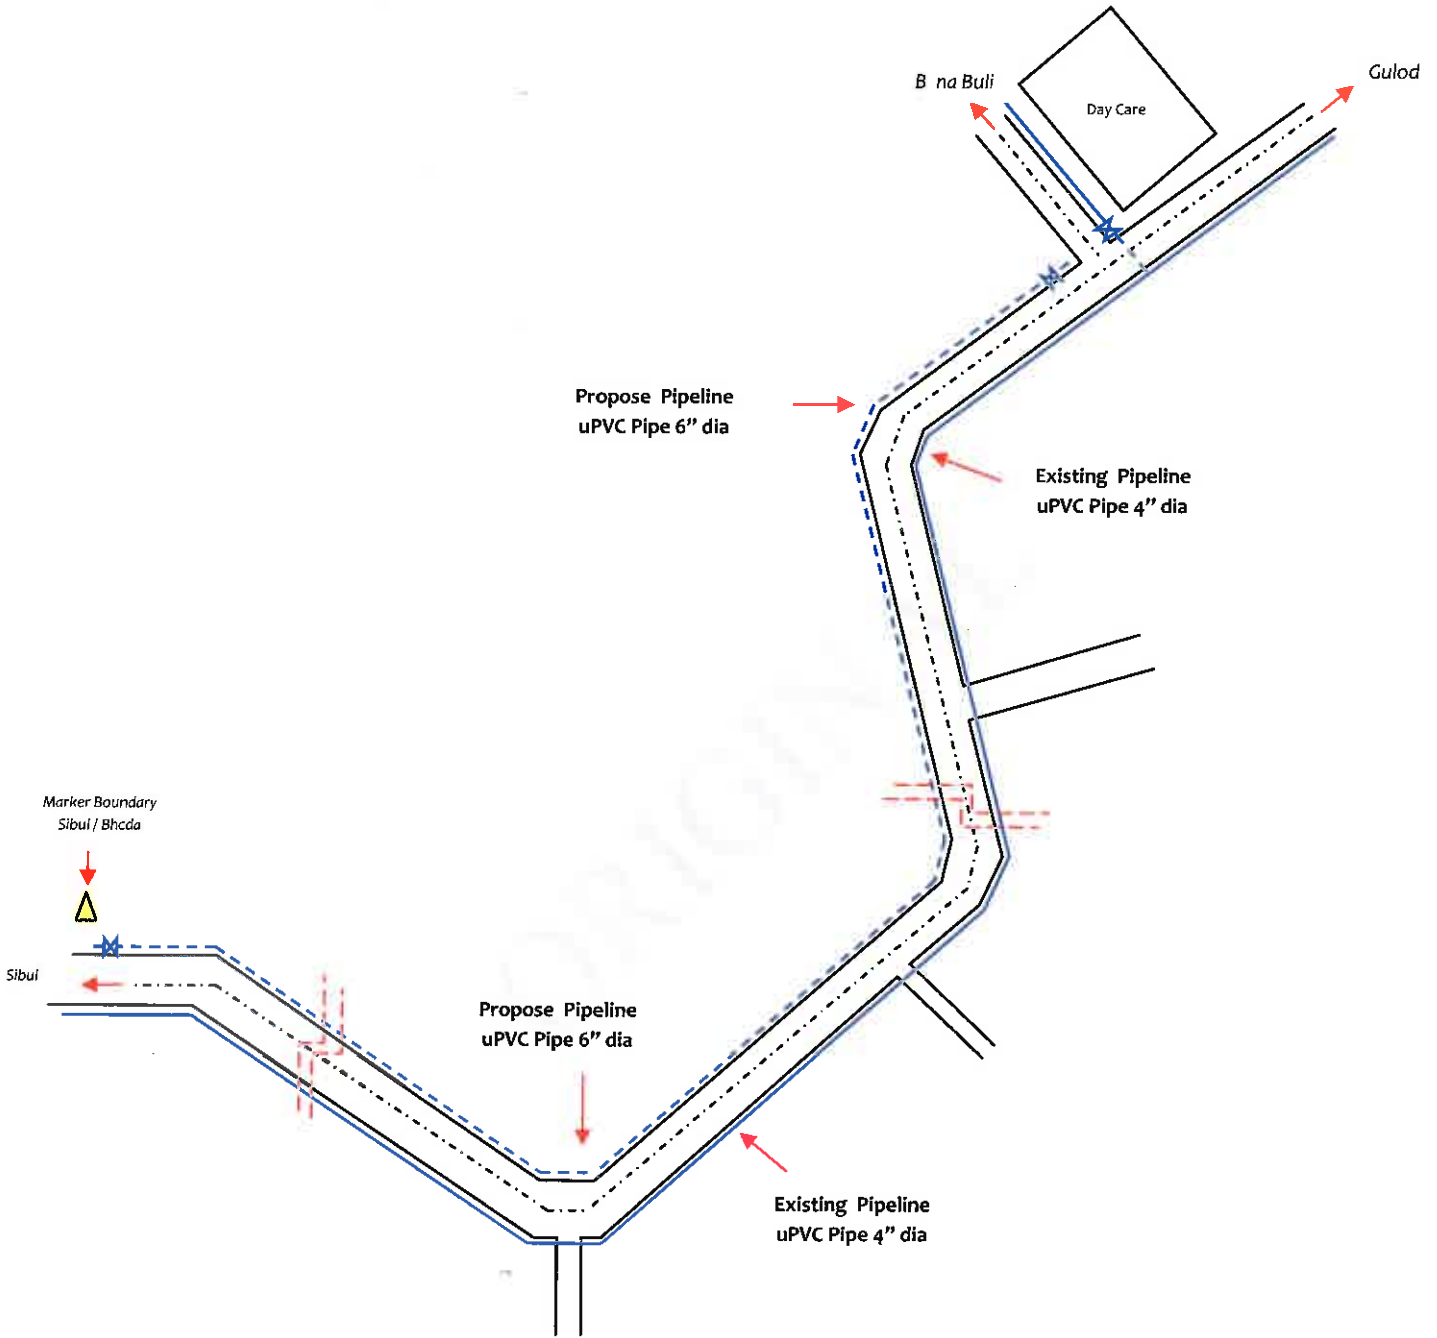 B na Buli
Gulod
Day Care
Propose Pipeline
uPVC Pipe 6” dia
Existing Pipeline
uPVC Pipe 4” dia
Marker Boundary
Sibul / Bhcda
Sibul
Propose Pipeline
uPVC Pipe 6” dia
Existing Pipeline
uPVC Pipe 4” dia